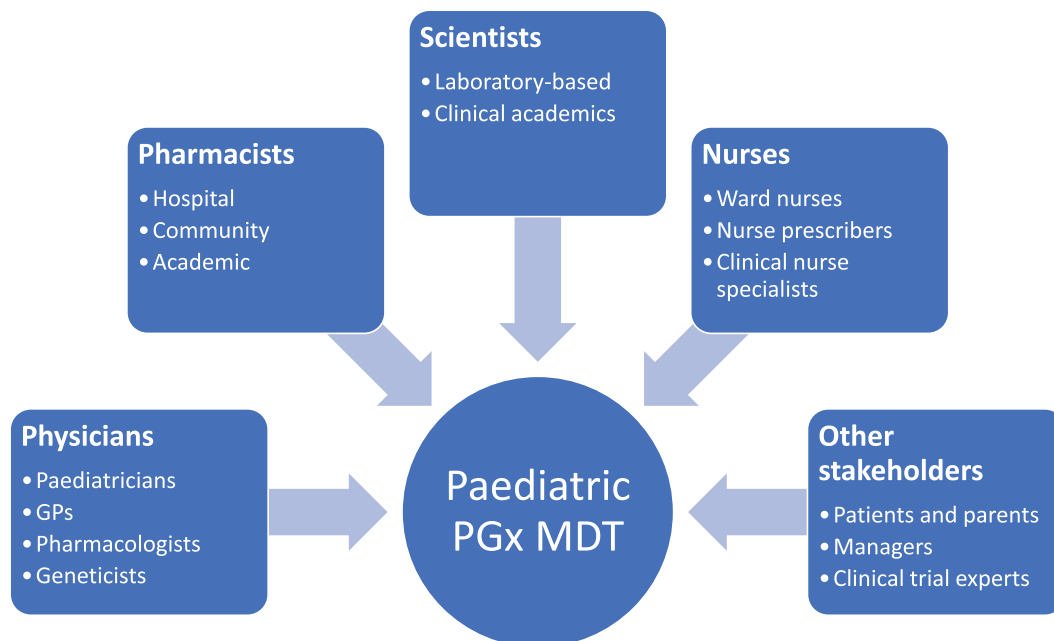 Scientists
• Laboratory-based
• Clinical academics
Pharmacists
• Hospital
• Community
• Academic
Nurses
• Ward nurses
• Nurse prescribers
• Clinical nurse
specialists
Physicians
• Paediatricians
• GPs
• Pharmacologists
• Geneticists
Paediatric
PGx MDT
Other
stakeholders
• Patients and parents
• Managers
• Clinical trial experts